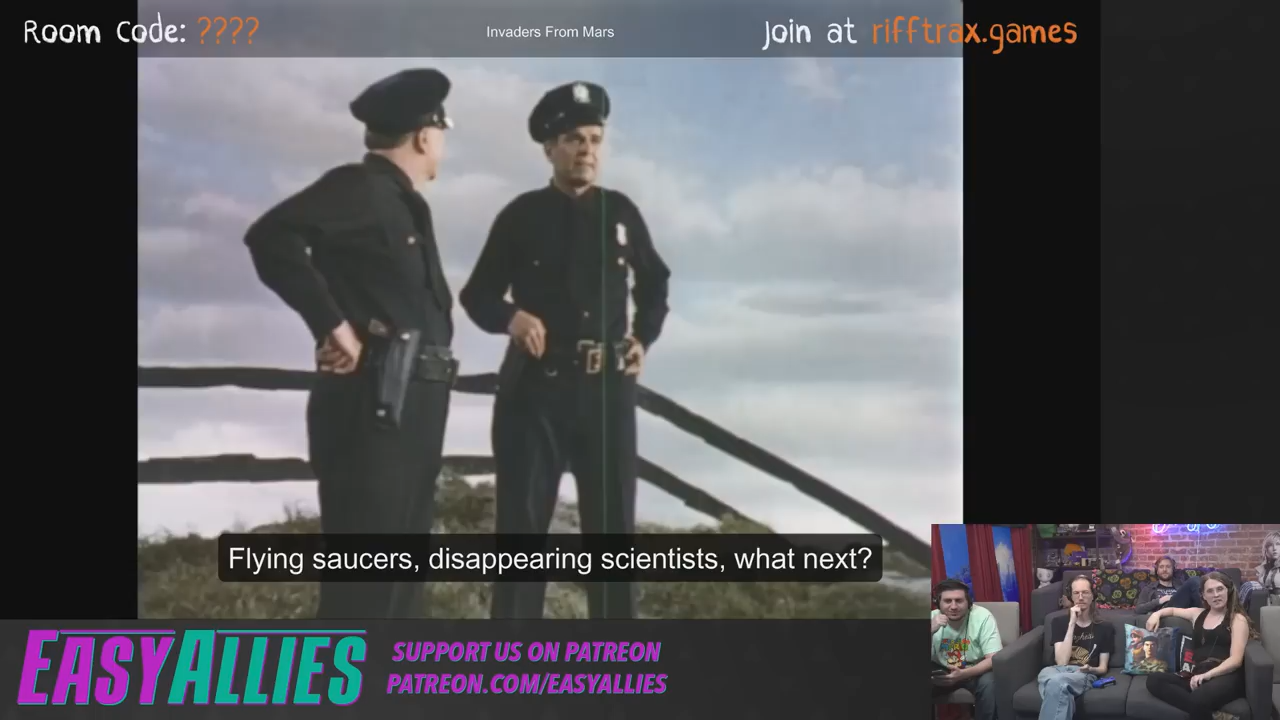 Room Code: ????
Invaders From Mars
Join at rifftrax.games
Flying saucers, disappearing scientists, what next?
EASYALLIES
SUPPORT US ON PATREON
PATREON.COM/EASYALLIES